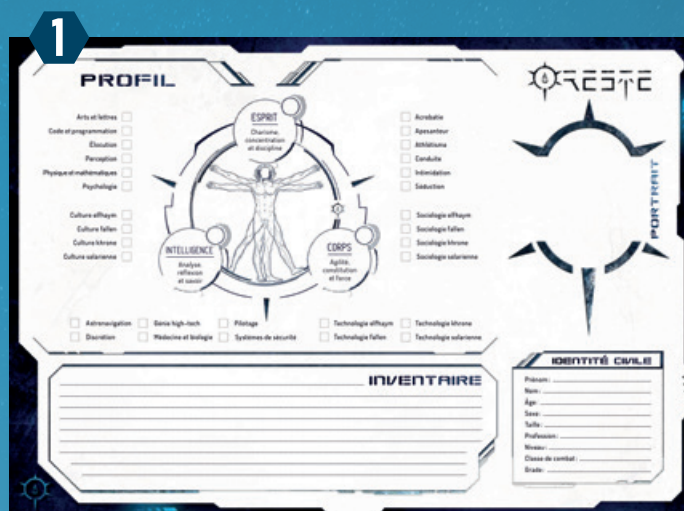 1
PROFIL
ORESTE
Arts et lettres
Code et programmation
Élocution
Perception
Physique et mathématiques
Psychologie
Culture elfhaym
Culture fallen
Culture khrone
Culture solarienne
ESPRIT
Charisme,
concentration
et discipline
INTELLIGENCE
Analyse,
réflexion
et savoir
CORPS
Agilité,
constitution
et force
Acrobatie
Apesanteur
Athlétisme
Conduite
Intimidation
Séduction
Sociologie elfhaym
Sociologie fallen
Sociologie khrone
Sociologie solarienne
PORTRAIT
Astronavigation Génie high-tech Pilotage Technologie elfhaym Technologie khrone
Discrétion Médecine et biologie Systèmes de sécurité Technologie fallen Technologie solarienne
INVENTAIRE
IDENTITÉ CIVILE
Prénom :
Nom :
Âge :
Sexe :
Taille :
Profession :
Niveau :
Classe de combat :
Grade :